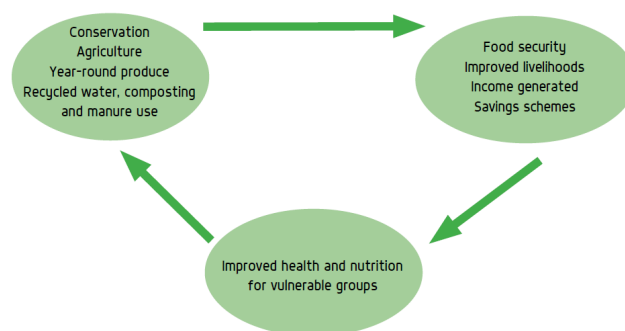 Conservation
Agriculture
Year-round produce
Recycled water, composting
and manure use
Food security
Improved livelihoods
Income generated
Savings schemes
Improved health and nutrition
for vulnerable groups